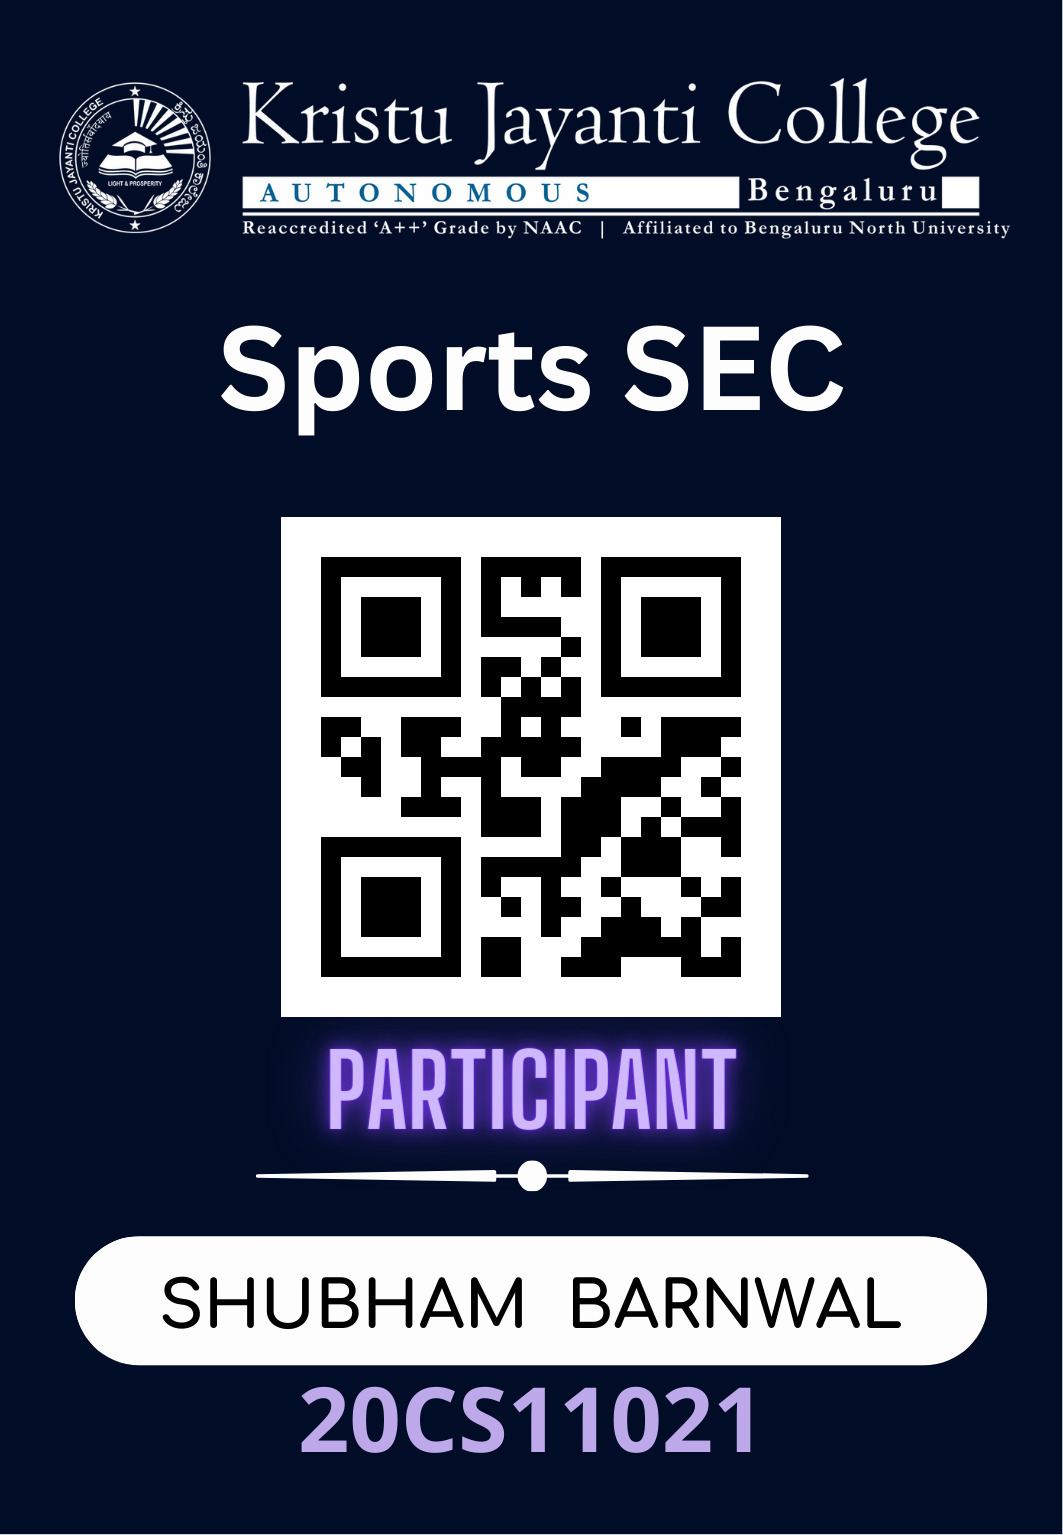 Kristu Jayanti College
AUTONOMOUS Bengaluru
Reaccredited ‘A++’ Grade by NAAC | Affiliated to Bengaluru North University
KRISTU JAYANTI COLLEGE
LIGHT & PROSPERITY
Sports SEC
PARTICIPANT
SHUBHAM BARNWAL
20CS11021